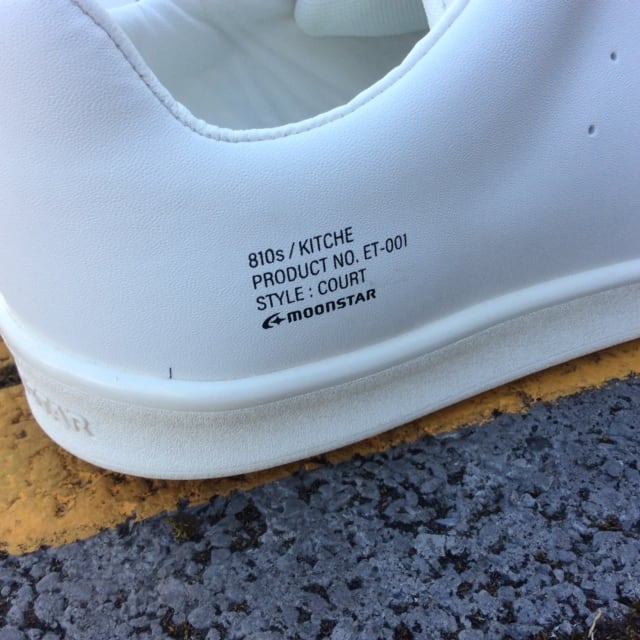 810s / KITCHE
PRODUCT NO. ET-001
STYLE : COURT
MOONSTAR